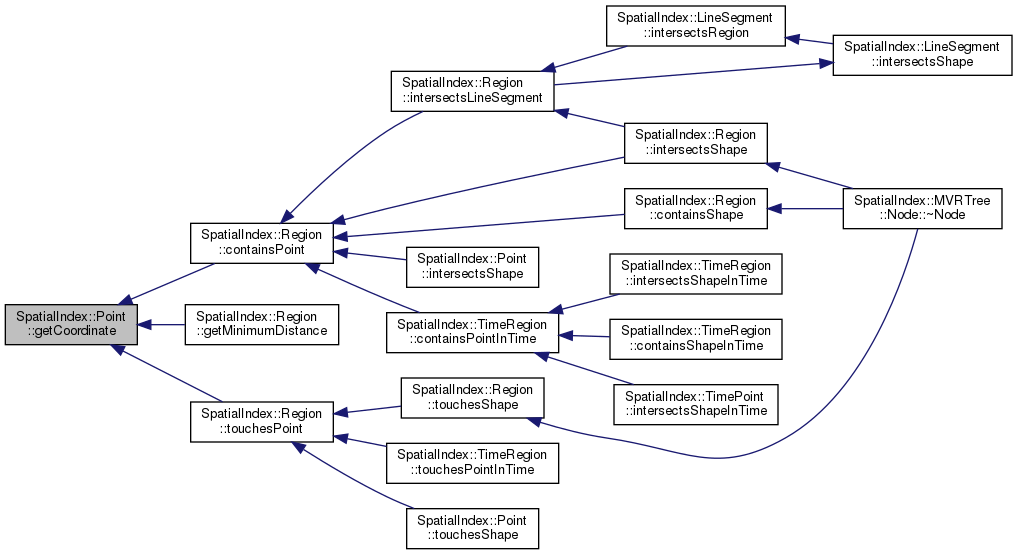 SpatialIndex::LineSegment
::intersectsRegion
SpatialIndex::LineSegment
::intersectsShape
SpatialIndex::Region
::intersectsLineSegment
SpatialIndex::Region
::intersectsShape
SpatialIndex::MVRTree
::Node::~Node
SpatialIndex::Region
::containsShape
SpatialIndex::Region
::containsPoint
SpatialIndex::Point
::intersectsShape
SpatialIndex::TimeRegion
::intersectsShapeInTime
SpatialIndex::Point
::getCoordinate
SpatialIndex::Region
::getMinimumDistance
SpatialIndex::TimeRegion
::containsPointInTime
SpatialIndex::TimeRegion
::containsShapeInTime
SpatialIndex::TimePoint
::intersectsShapeInTime
SpatialIndex::Region
::touchesShape
SpatialIndex::Region
::touchesPoint
SpatialIndex::TimeRegion
::touchesPointInTime
SpatialIndex::Point
::touchesShape